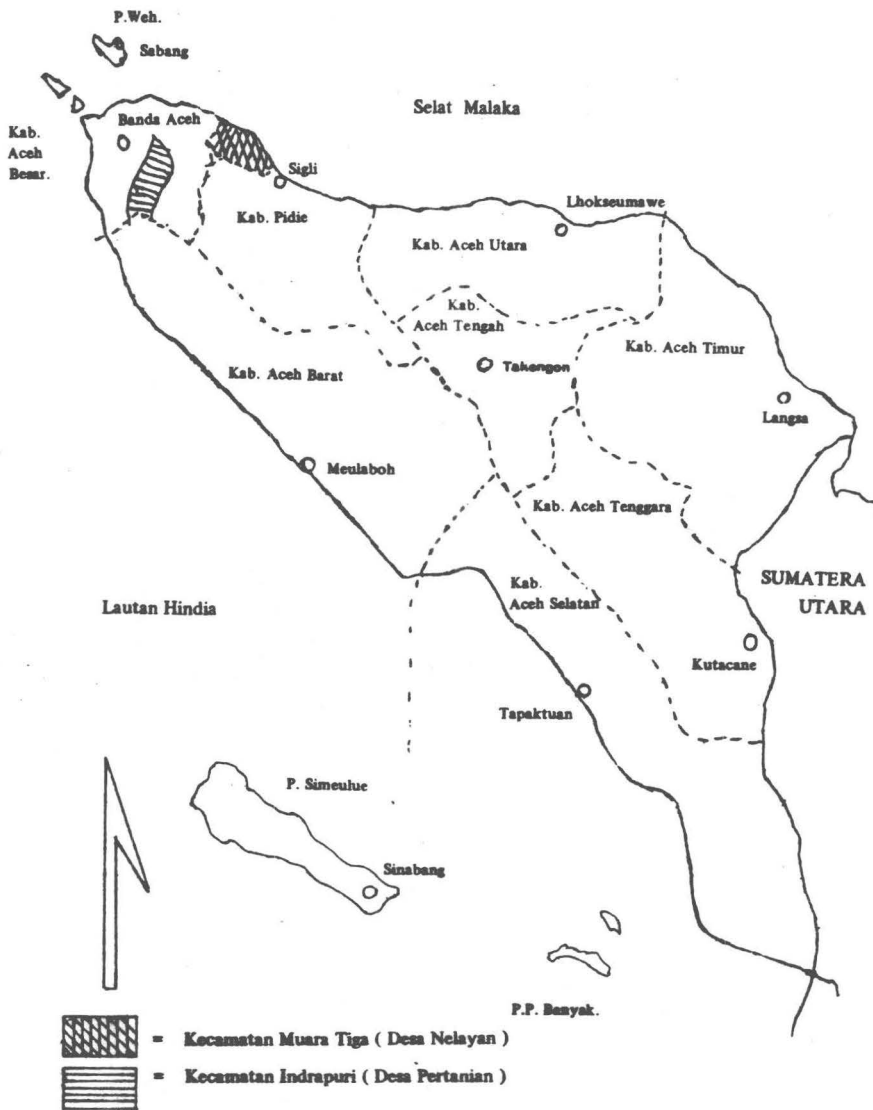 P.Weh.
Sabang
Selat Malaka
Kab.
Aceh
Besar.
Banda Aceh
Sigli
Kab. Pidie
Lhokseumawe
Kab. Aceh Utara
Kab.
Aceh Tengah
Takengon
Kab. Aceh Timur
Kab. Aceh Barat
Langsa
Meulaboh
Kab. Aceh Tenggara
Kab.
Aceh Selatan
SUMATERA
UTARA
Lautan Hindia
Kutacane
Tapaktuan
P. Simeulue
Sinabang
P.P. Banyak.
= Kecamatan Muara Tiga ( Desa Nelayan )
= Kecamatan Indrapuri ( Desa Pertanian )